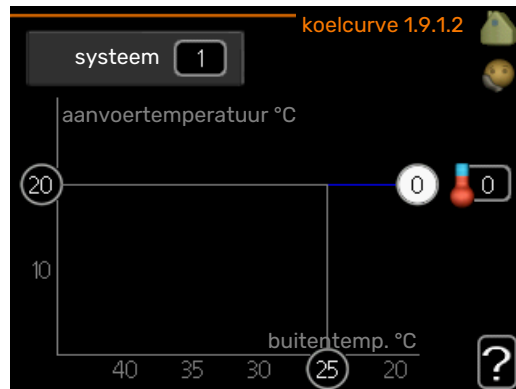 koelcurve 1.9.1.2
systeem 1
aanvoertemperatuur °C
20 0 0
10
buitentemp. °C
40 35 30 25 20
?